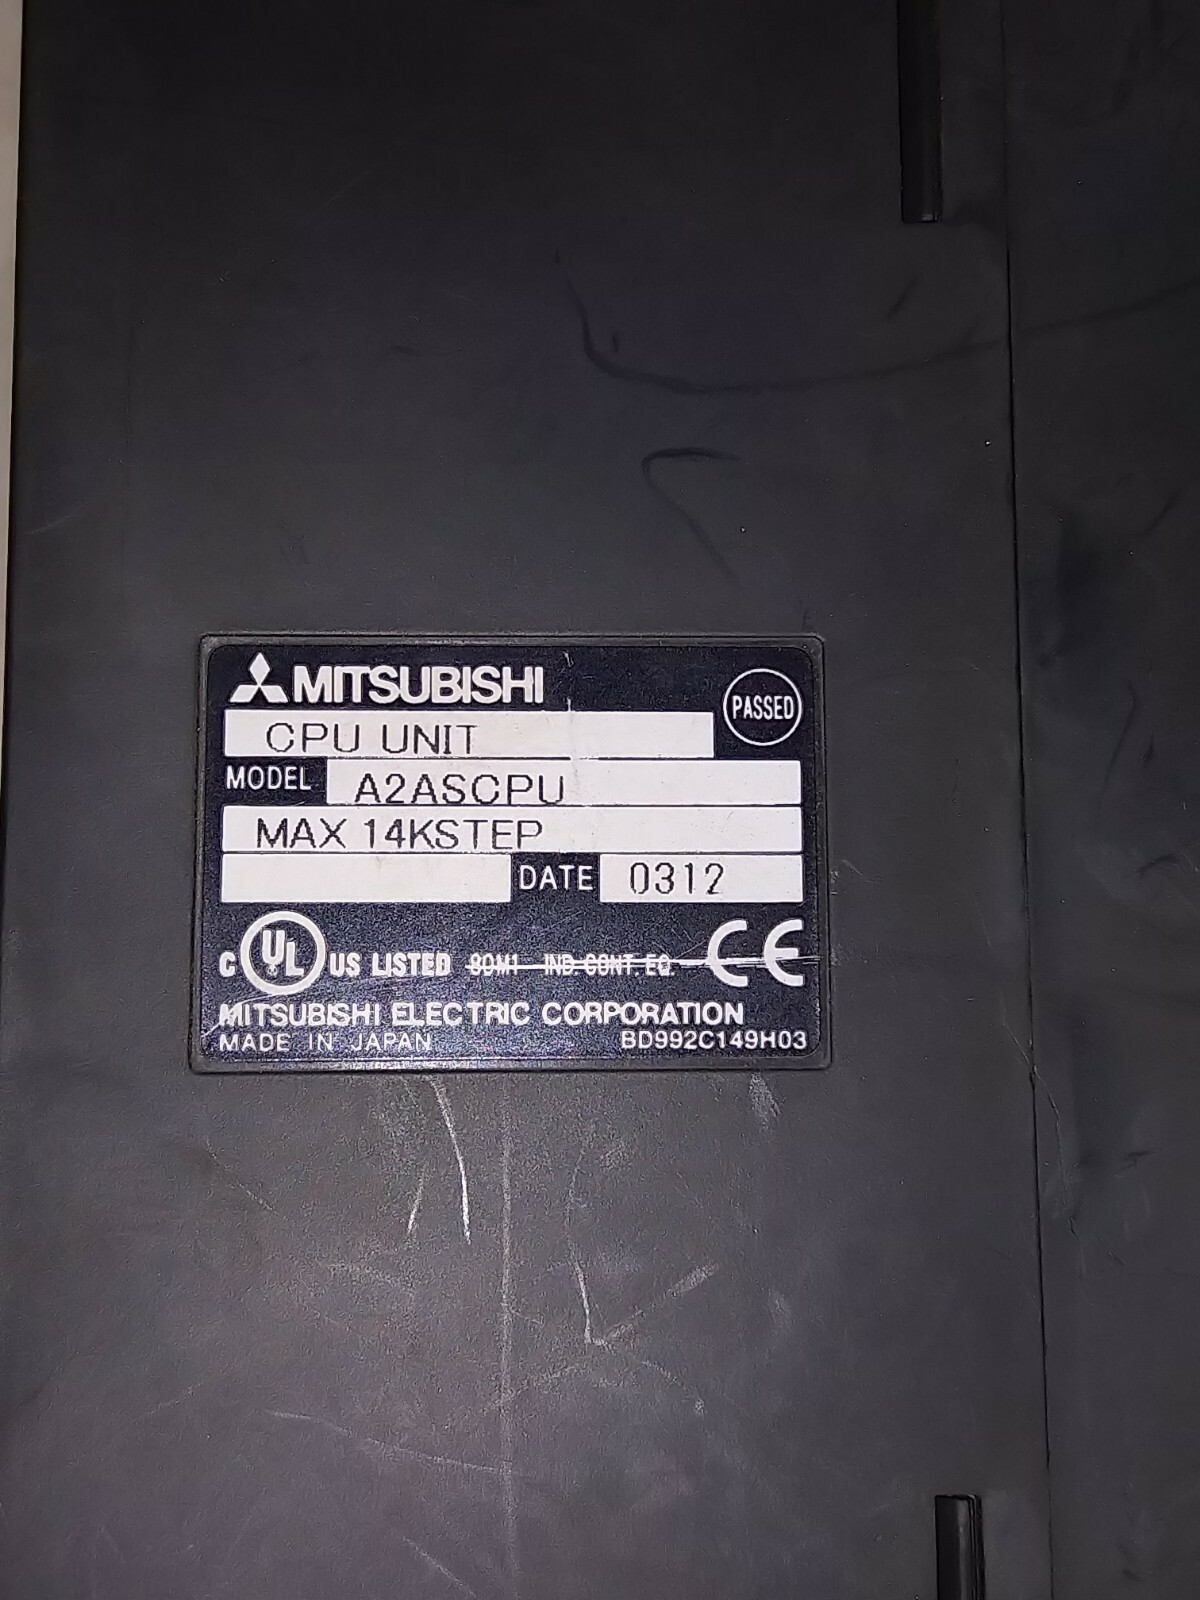 MITSUBISHI
PASSED
CPU UNIT
MODEL A2ASCPU
MAX 14KSTEP
DATE 0312
C UL US LISTED 80M1 IND.CONT.EQ. CE
MITSUBISHI ELECTRIC CORPORATION
MADE IN JAPAN BD992C149H03